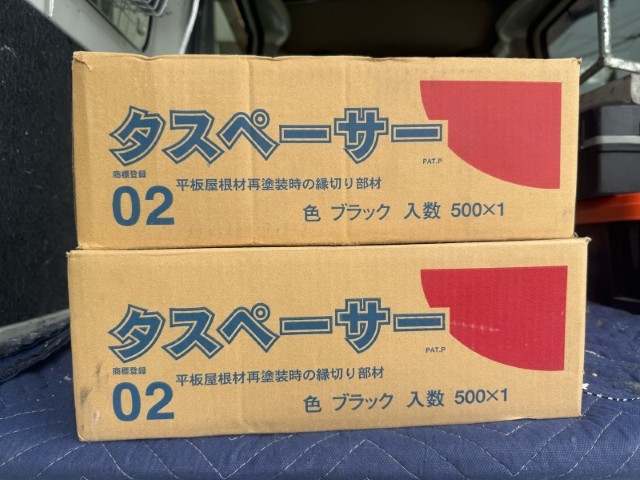 タスペーサー
PAT.P
商標登録
02 平板屋根材再塗装時の縁切り部材
色 ブラック 入数 500×1
タスペーサー
PAT.P
商標登録
02 平板屋根材再塗装時の縁切り部材
色 ブラック 入数 500×1